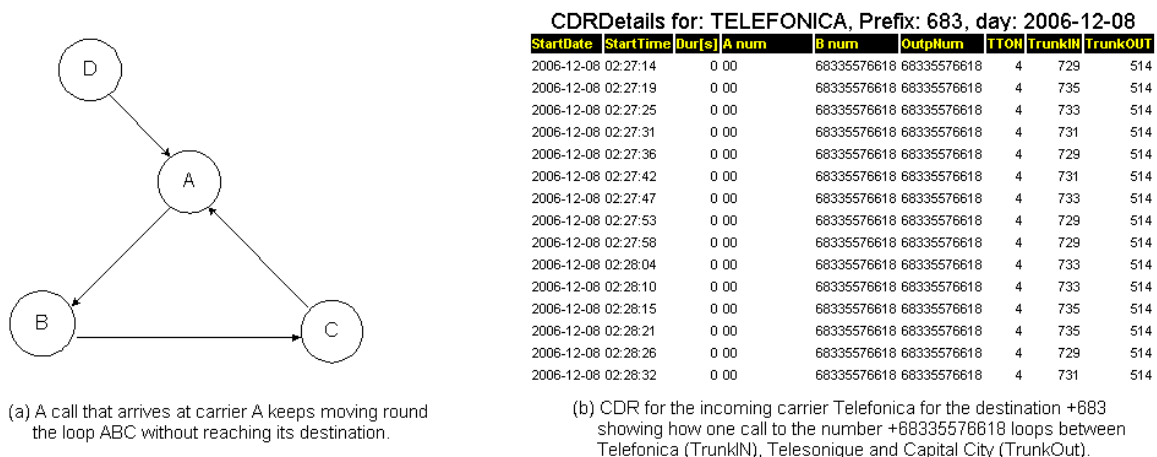 D
A
B
C
(a) A call that arrives at carrier A keeps moving round
the loop ABC without reaching its destination.
CDRDetails for: TELEFONICA, Prefix: 683, day: 2006-12-08
StartDate StartTime Dur[s] A num B num OutpNum TTON TrunkIN TrunkOUT
2006-12-08 02:27:14 0 00 68335576618 68335576618 4 729 514
2006-12-08 02:27:19 0 00 68335576618 68335576618 4 735 514
2006-12-08 02:27:25 0 00 68335576618 68335576618 4 733 514
2006-12-08 02:27:31 0 00 68335576618 68335576618 4 731 514
2006-12-08 02:27:36 0 00 68335576618 68335576618 4 729 514
2006-12-08 02:27:42 0 00 68335576618 68335576618 4 731 514
2006-12-08 02:27:47 0 00 68335576618 68335576618 4 733 514
2006-12-08 02:27:53 0 00 68335576618 68335576618 4 729 514
2006-12-08 02:27:58 0 00 68335576618 68335576618 4 729 514
2006-12-08 02:28:04 0 00 68335576618 68335576618 4 733 514
2006-12-08 02:28:10 0 00 68335576618 68335576618 4 733 514
2006-12-08 02:28:15 0 00 68335576618 68335576618 4 735 514
2006-12-08 02:28:21 0 00 68335576618 68335576618 4 735 514
2006-12-08 02:28:26 0 00 68335576618 68335576618 4 729 514
2006-12-08 02:28:32 0 00 68335576618 68335576618 4 731 514
(b) CDR for the incoming carrier Telefonica for the destination +683
showing how one call to the number +68335576618 loops between
Telefonica (TrunkIN), Telesonique and Capital City (TrunkOut).